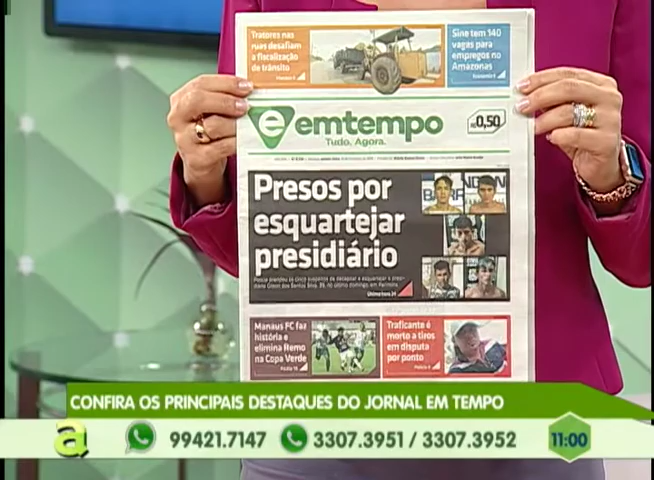 Tratores nas
ruas desafiam
a fiscalização
de trânsito
Sine tem 140
vagas para
empregos no
Amazonas
e emtempo
Tudo. Agora.
R$0,50
Presos por
esquartejar
presidiário
Última hora
Manaus FC faz
história e
elimina Remo
na Copa Verde
Traficante é
morto a tiros
em disputa
por ponto
CONFIRA OS PRINCIPAIS DESTAQUES DO JORNAL EM TEMPO
a
99421.7147
3307.3951 / 3307.3952
11:00